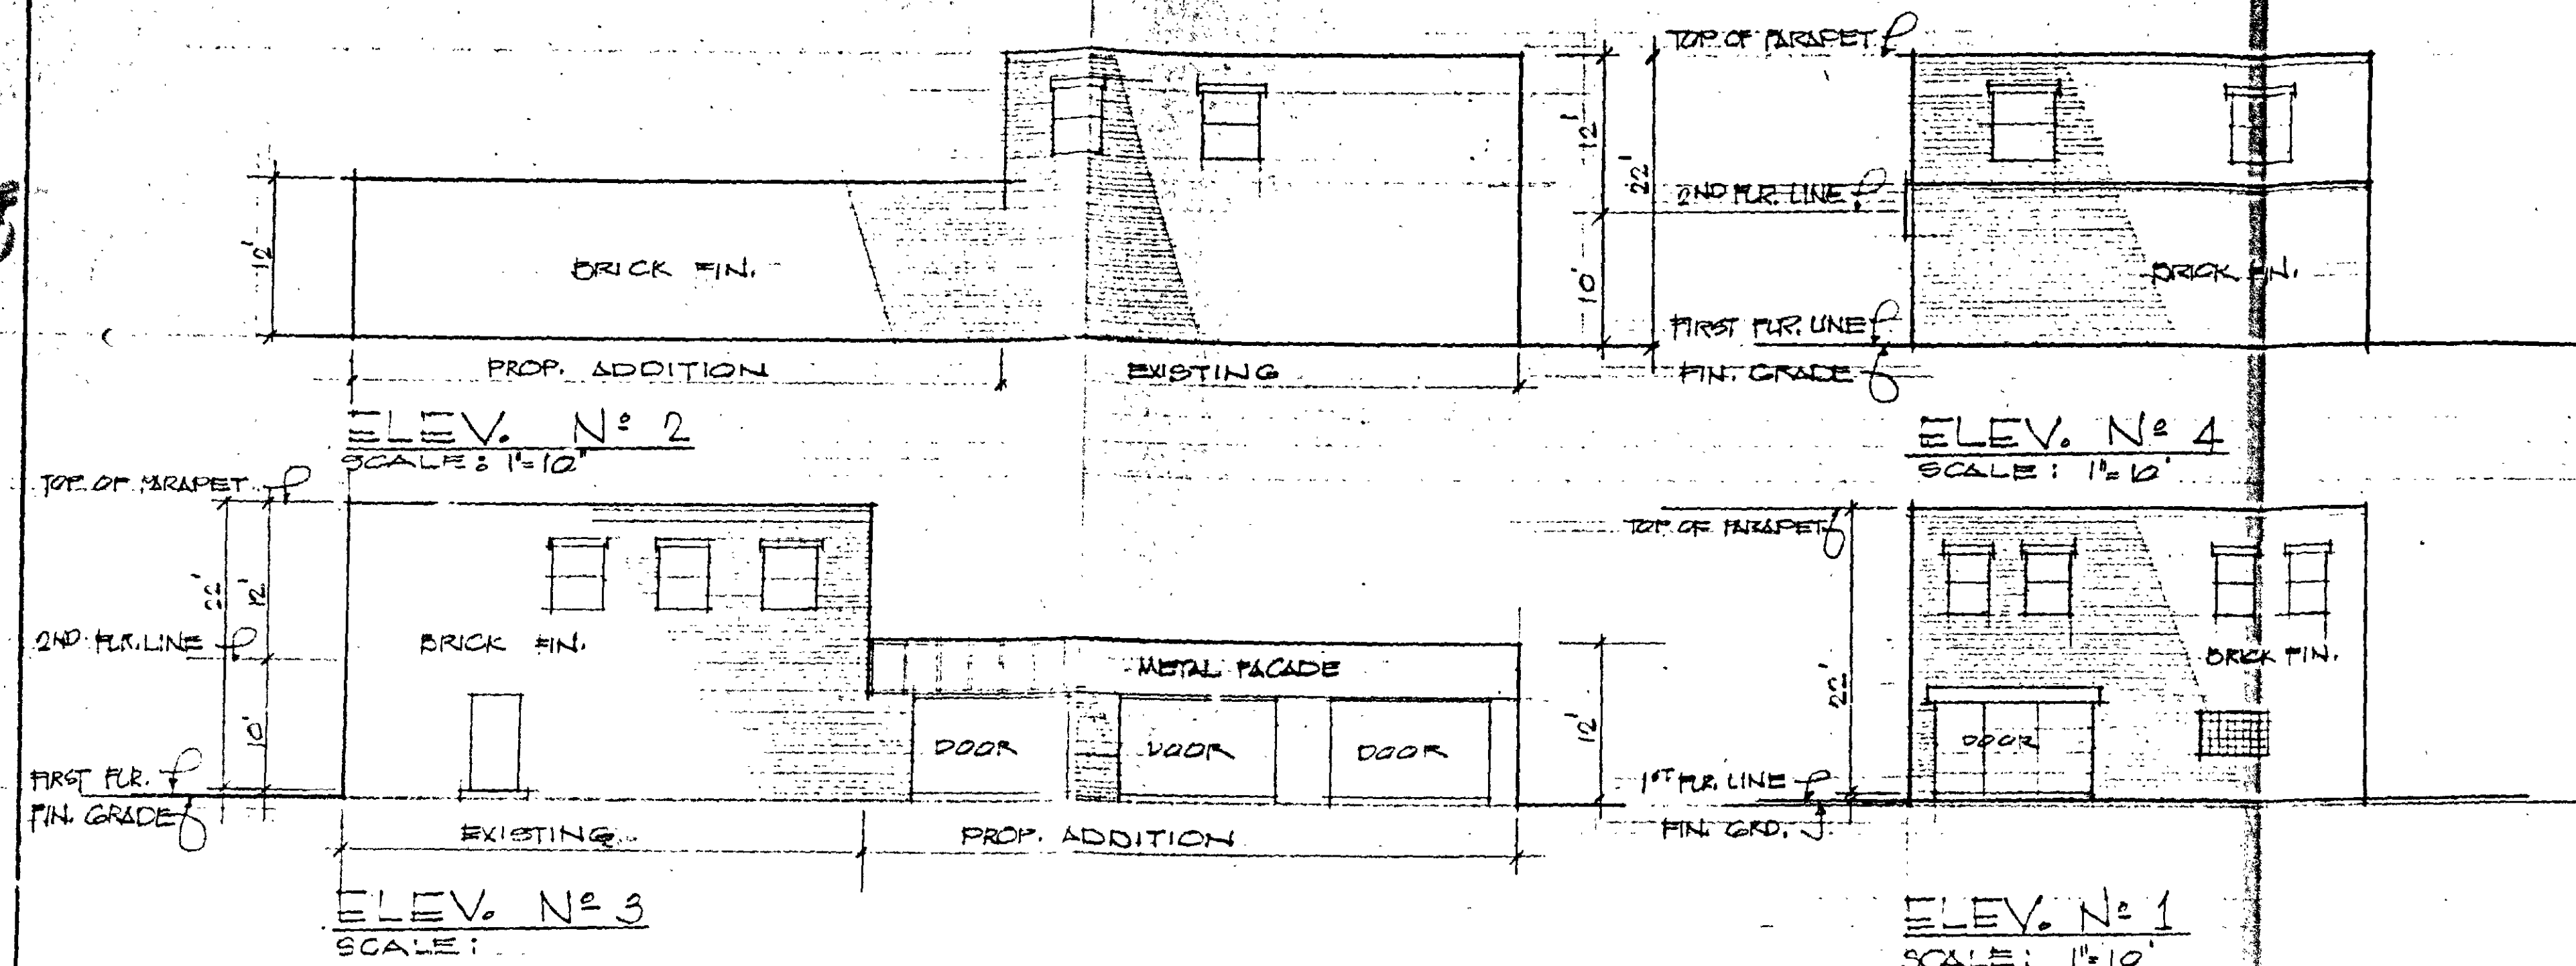 TOP OF PARAPET
12'
22'
2ND FLR. LINE
12'
10'
BRICK FIN.
BRICK FIN.
FIRST FLR. LINE
FIN. GRADE
PROP. ADDITION
EXISTING
ELEV. Nº 2
SCALE: 1"=10"
ELEV. Nº 4
SCALE: 1"=10'
TOP OF PARAPET
22'
12'
2ND FLR. LINE
10'
BRICK FIN.
METAL FACADE
DOOR
DOOR
DOOR
12'
FIRST FLR.
FIN. GRADE
EXISTING
PROP. ADDITION
ELEV. Nº 3
SCALE:
TOP OF PARAPET
22'
BRICK FIN.
DOOR
1ST FLR. LINE
FIN. GRD.
ELEV. Nº 1
SCALE: 1"=10'